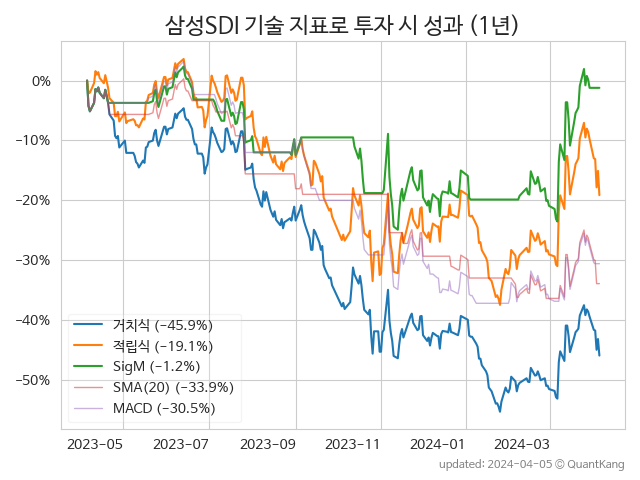 삼성SDI 기술 지표로 투자 시 성과 (1년)
0%
−10%
−20%
−30%
−40%
−50%
거치식 (−45.9%)
적립식 (−19.1%)
SigM (−1.2%)
SMA(20) (−33.9%)
MACD (−30.5%)
2023−05
2023−07
2023−09
2023−11
2024−01
2024−03
updated: 2024−04−05 © QuantKang